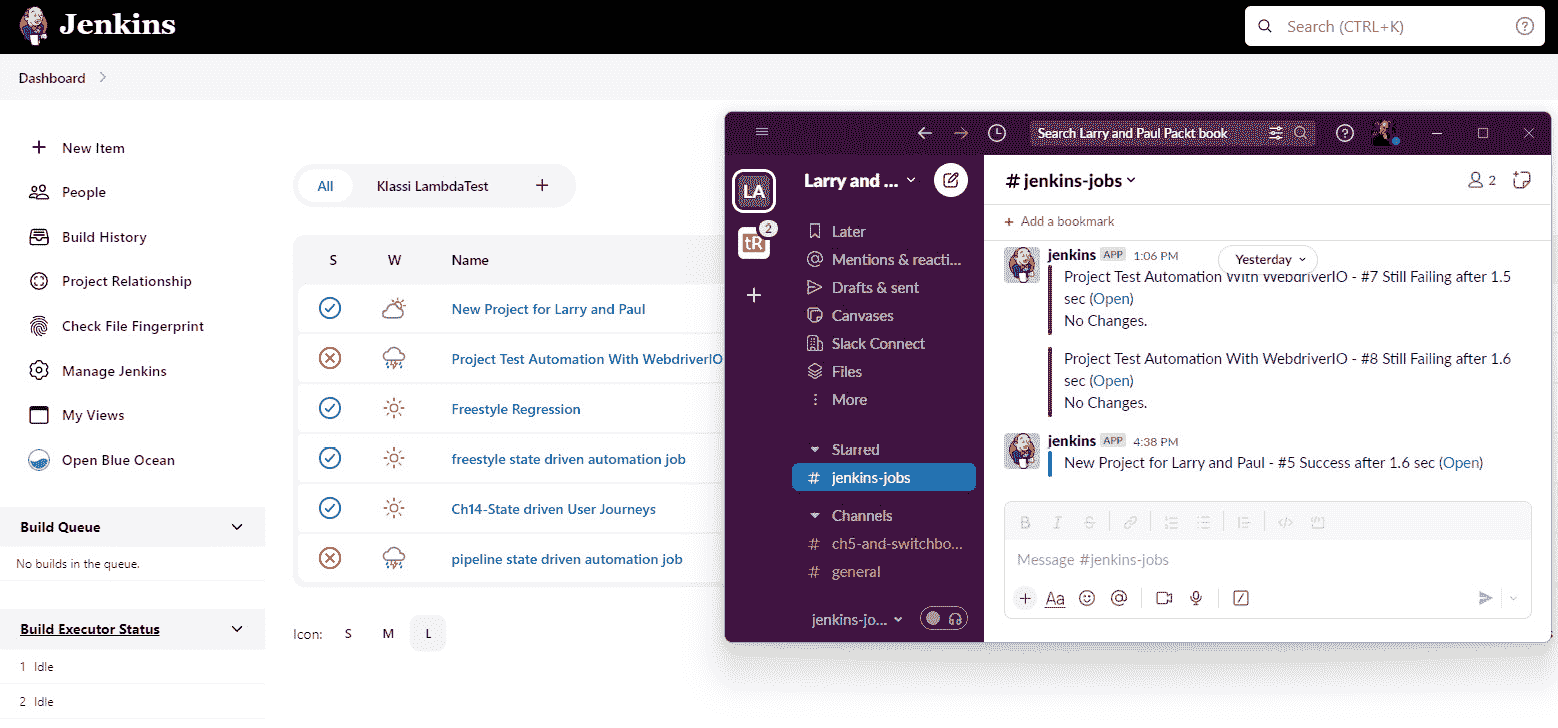 Jenkins
Search (CTRL+K)
Dashboard
New Item
People
Build History
Project Relationship
Check File Fingerprint
Manage Jenkins
My Views
Open Blue Ocean
Build Queue
No builds in the queue.
Build Executor Status
1 Idle
2 Idle
All Klassi LambdaTest
S W Name
New Project for Larry and Paul
Project Test Automation With WebdriverIO
Freestyle Regression
freestyle state driven automation job
Ch14-State driven User Journeys
pipeline state driven automation job
Icon: S M L
Search Larry and Paul Packt book
LA
2
tR
Larry and ...
Later
Mentions & reacti...
Drafts & sent
Canvases
Slack Connect
Files
More
Starred
# jenkins-jobs
Channels
# ch5-and-switchbo...
# general
jenkins-jo...
# jenkins-jobs
2
+ Add a bookmark
Yesterday
jenkins APP 1:06 PM
Project Test Automation With WebdriverIO - #7 Still Failing after 1.5
sec (Open)
No Changes.
Project Test Automation With WebdriverIO - #8 Still Failing after 1.6
sec (Open)
No Changes.
jenkins APP 4:38 PM
New Project for Larry and Paul - #5 Success after 1.6 sec (Open)
B I S
Message #jenkins-jobs
Aa